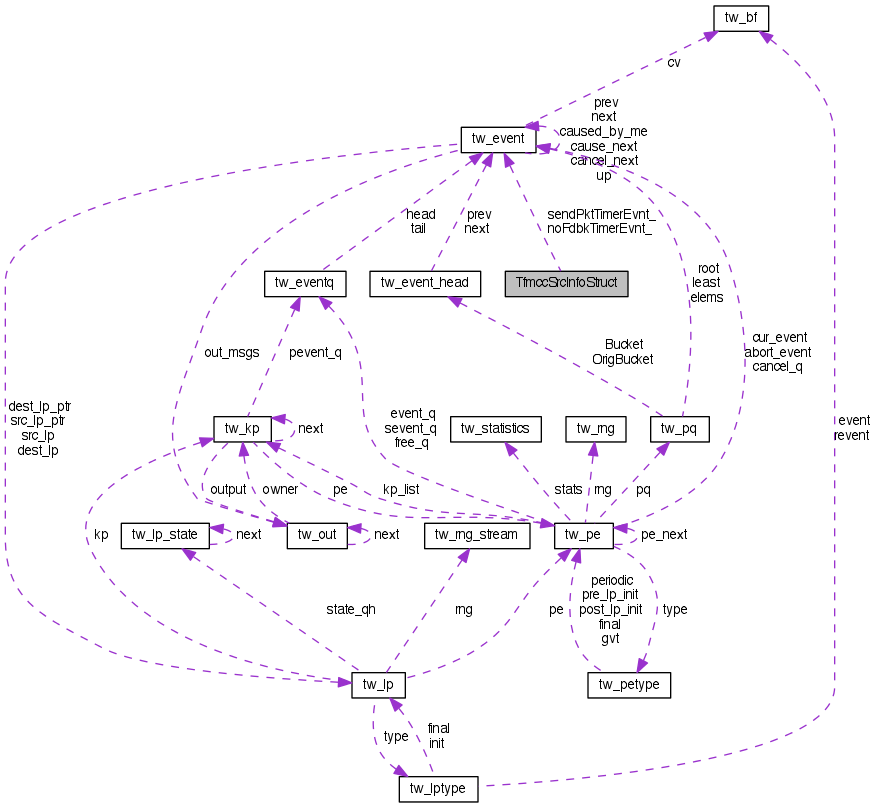 tw_bf
cv
prev
next
caused_by_me
cause_next
cancel_next
up
tw_event
head
tail
prev
next
sendPktTimerEvnt_
noFdbkTimerEvnt_
root
least
elems
tw_eventq
tw_event_head
TfmccSrcInfoStruct
out_msgs
pevent_q
Bucket
OrigBucket
cur_event
abort_event
cancel_q
dest_lp_ptr
src_lp_ptr
src_lp
dest_lp
tw_kp
next
event_q
sevent_q
free_q
tw_statistics
tw_rng
tw_pq
event
revent
output
owner
pe
kp_list
stats
rng
pq
kp
tw_lp_state
next
tw_out
next
tw_rng_stream
tw_pe
pe_next
state_qh
rng
pe
periodic
pre_lp_init
post_lp_init
final
gvt
type
tw_lp
tw_petype
type
final
init
tw_lptype